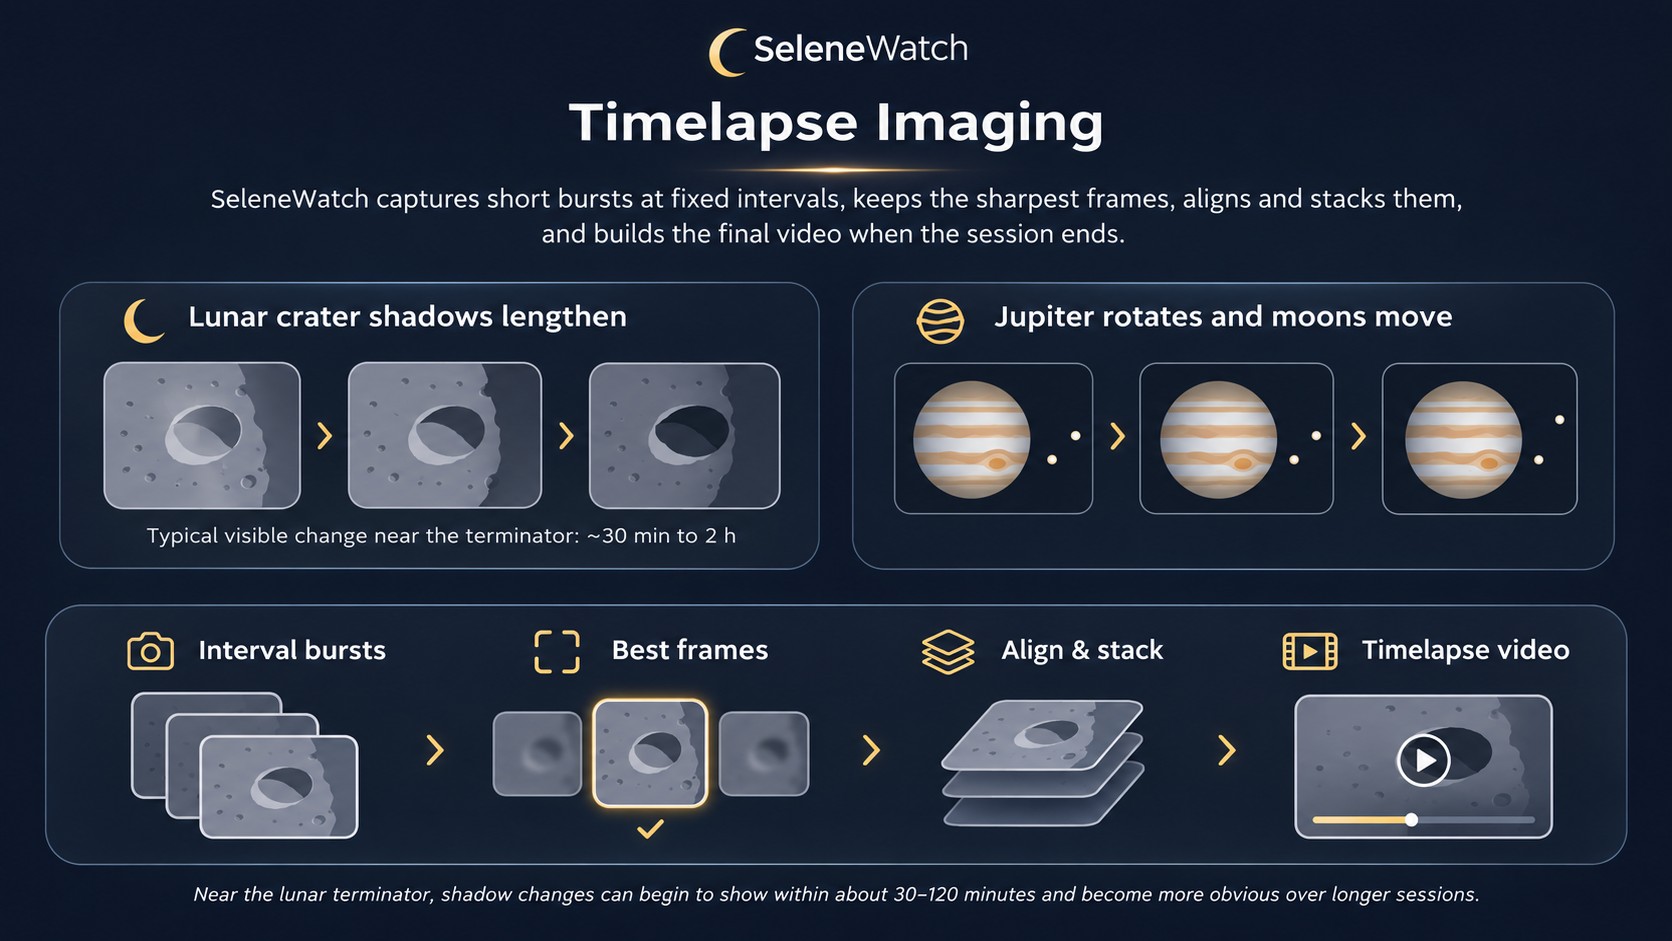 SeleneWatch
Timelapse Imaging
SeleneWatch captures short bursts at fixed intervals, keeps the sharpest frames, aligns and stacks them,
and builds the final video when the session ends.
Lunar crater shadows lengthen
Typical visible change near the terminator: ~30 min to 2 h
Jupiter rotates and moons move
Interval bursts
Best frames
Align & stack
Timelapse video
Near the lunar terminator, shadow changes can begin to show within about 30–120 minutes and become more obvious over longer sessions.